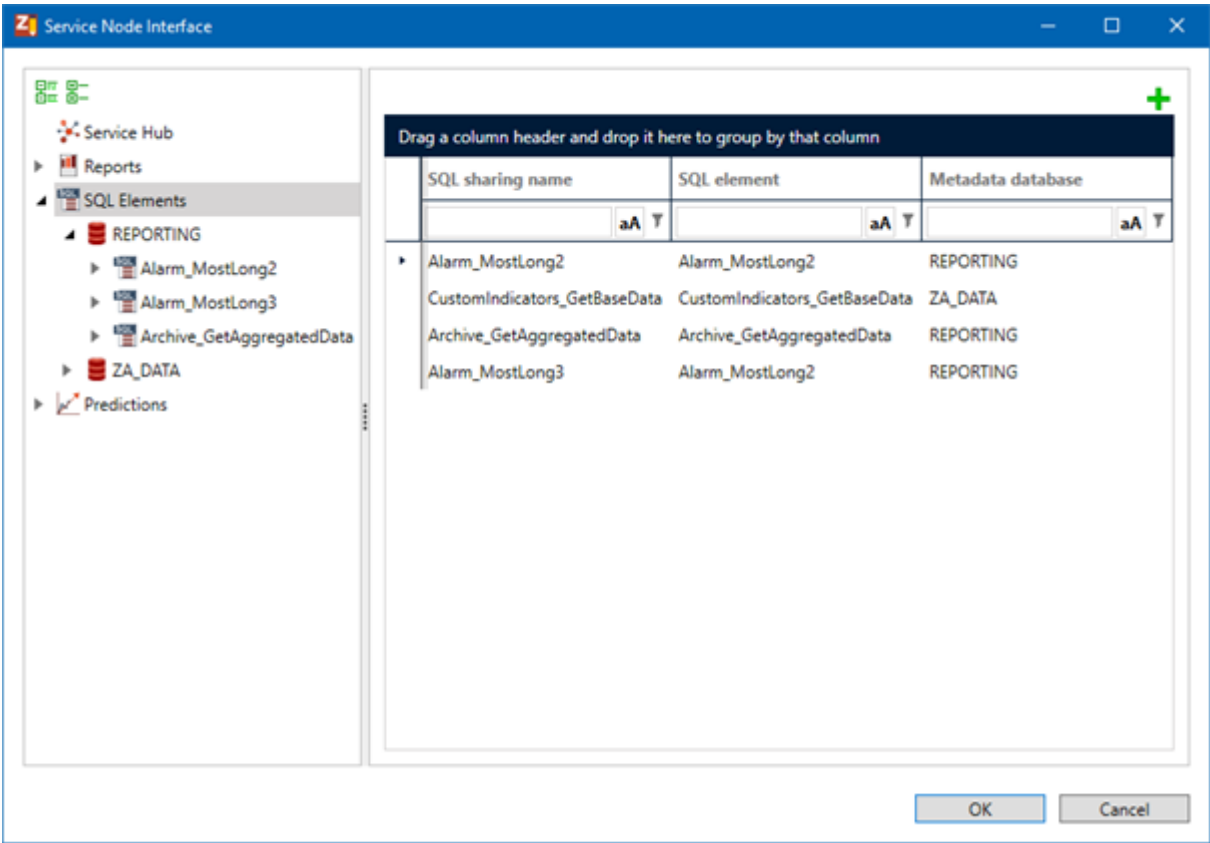 Service Node Interface
Service Hub
Reports
SQL Elements
REPORTING
Alarm_MostLong2
Alarm_MostLong3
Archive_GetAggregatedData
ZA_DATA
Predictions
Drag a column header and drop it here to group by that column
SQL sharing name SQL element Metadata database
aA aA aA
Alarm_MostLong2 Alarm_MostLong2 REPORTING
CustomIndicators_GetBaseData CustomIndicators_GetBaseData ZA_DATA
Archive_GetAggregatedData Archive_GetAggregatedData REPORTING
Alarm_MostLong3 Alarm_MostLong2 REPORTING
OK Cancel